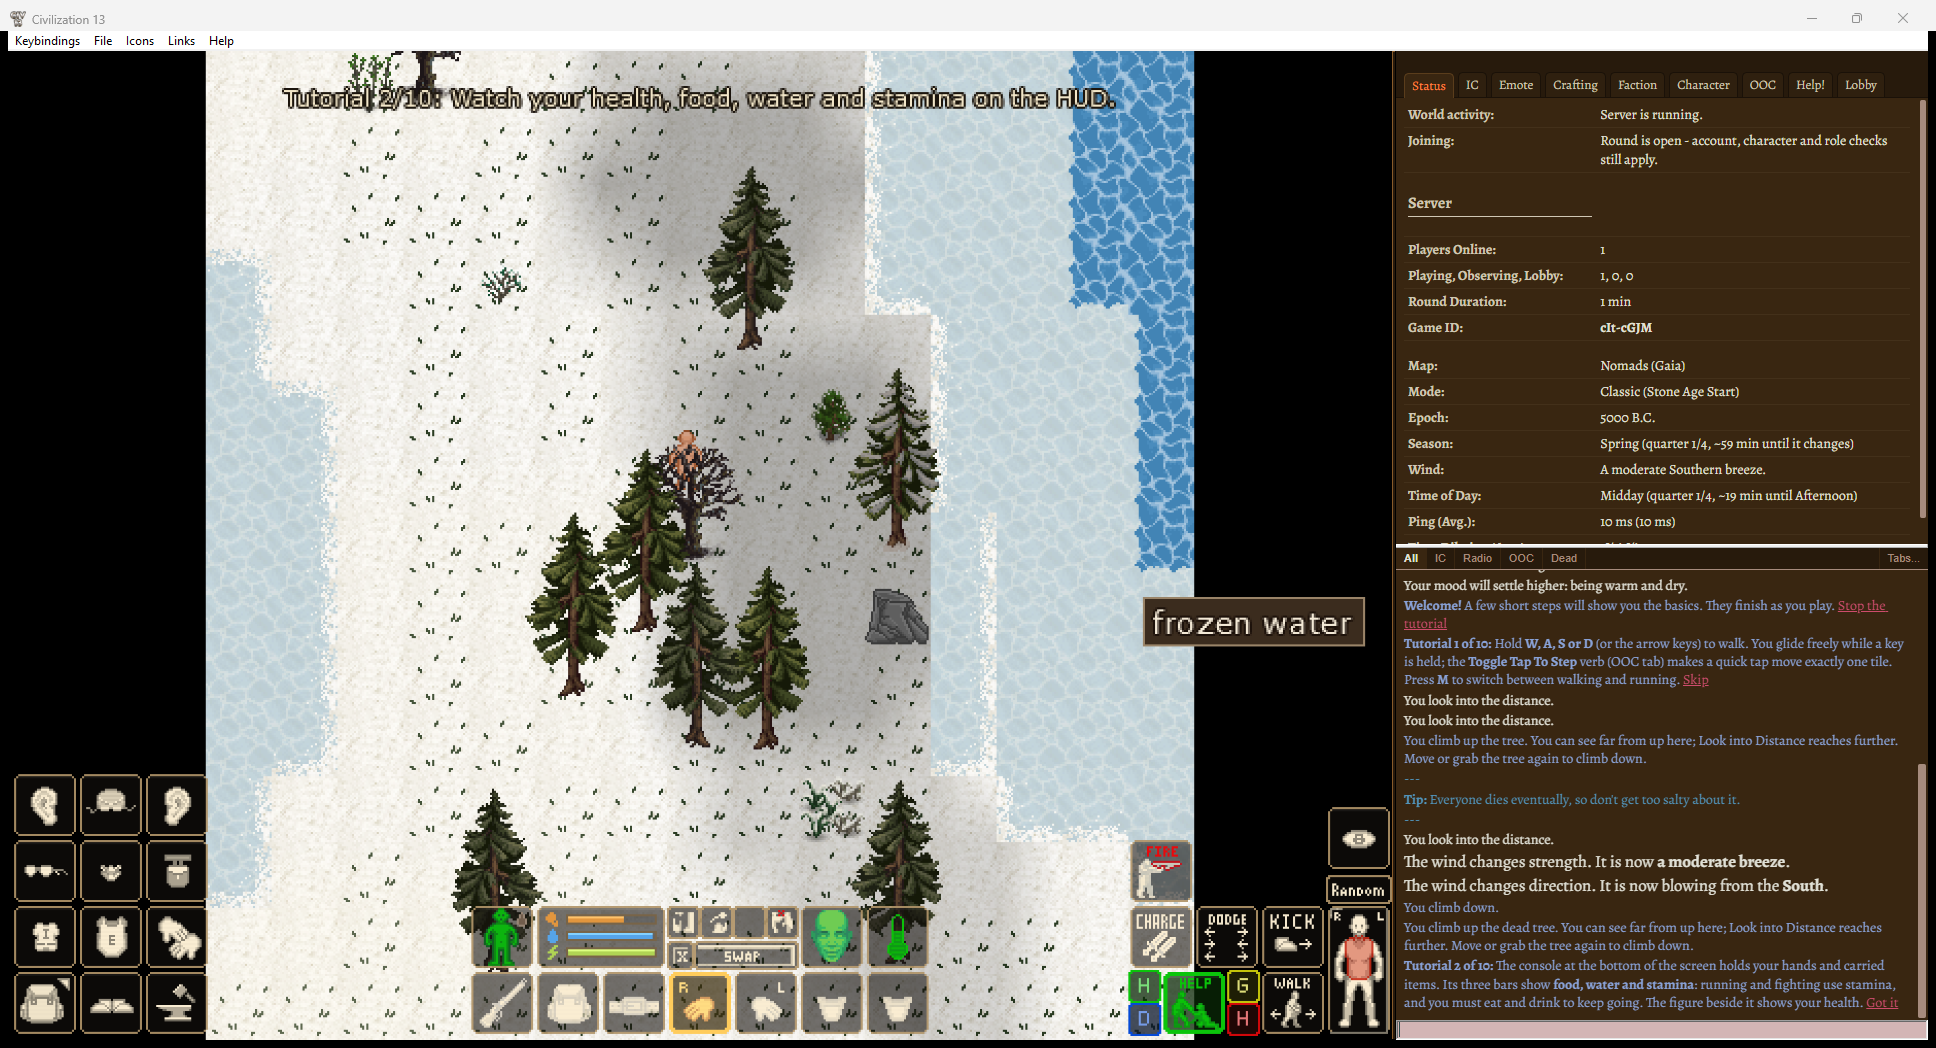 Civilization 13
Keybindings File Icons Links Help
Tutorial 2/10: Watch your health, food, water and stamina on the HUD.
frozen water
FIRE
Random
CHARGE
DODGE
KICK
R L
SWAP
R
L
I
E
B
X
H
HELP
G
WALK
D
H
Status IC Emote Crafting Faction Character OOC Help! Lobby
World activity: Server is running.
Joining: Round is open - account, character and role checks
still apply.
Server
Players Online: 1
Playing, Observing, Lobby: 1, 0, 0
Round Duration: 1 min
Game ID: cIt-cGJM
Map: Nomads (Gaia)
Mode: Classic (Stone Age Start)
Epoch: 5000 B.C.
Season: Spring (quarter 1/4, ~59 min until it changes)
Wind: A moderate Southern breeze.
Time of Day: Midday (quarter 1/4, ~19 min until Afternoon)
Ping (Avg.): 10 ms (10 ms)
All IC Radio OOC Dead Tabs...
Your mood will settle higher: being warm and dry.
Welcome! A few short steps will show you the basics. They finish as you play. Stop the
tutorial
Tutorial 1 of 10: Hold W, A, S or D (or the arrow keys) to walk. You glide freely while a key
is held; the Toggle Tap To Step verb (OOC tab) makes a quick tap move exactly one tile.
Press M to switch between walking and running. Skip
You look into the distance.
You look into the distance.
You climb up the tree. You can see far from up here; Look into Distance reaches further.
Move or grab the tree again to climb down.
---
Tip: Everyone dies eventually, so don't get too salty about it.
---
You look into the distance.
The wind changes strength. It is now a moderate breeze.
The wind changes direction. It is now blowing from the South.
You climb down.
You climb up the dead tree. You can see far from up here; Look into Distance reaches
further. Move or grab the tree again to climb down.
Tutorial 2 of 10: The console at the bottom of the screen holds your hands and carried
items. Its three bars show food, water and stamina: running and fighting use stamina,
and you must eat and drink to keep going. The figure beside it shows your health. Got it